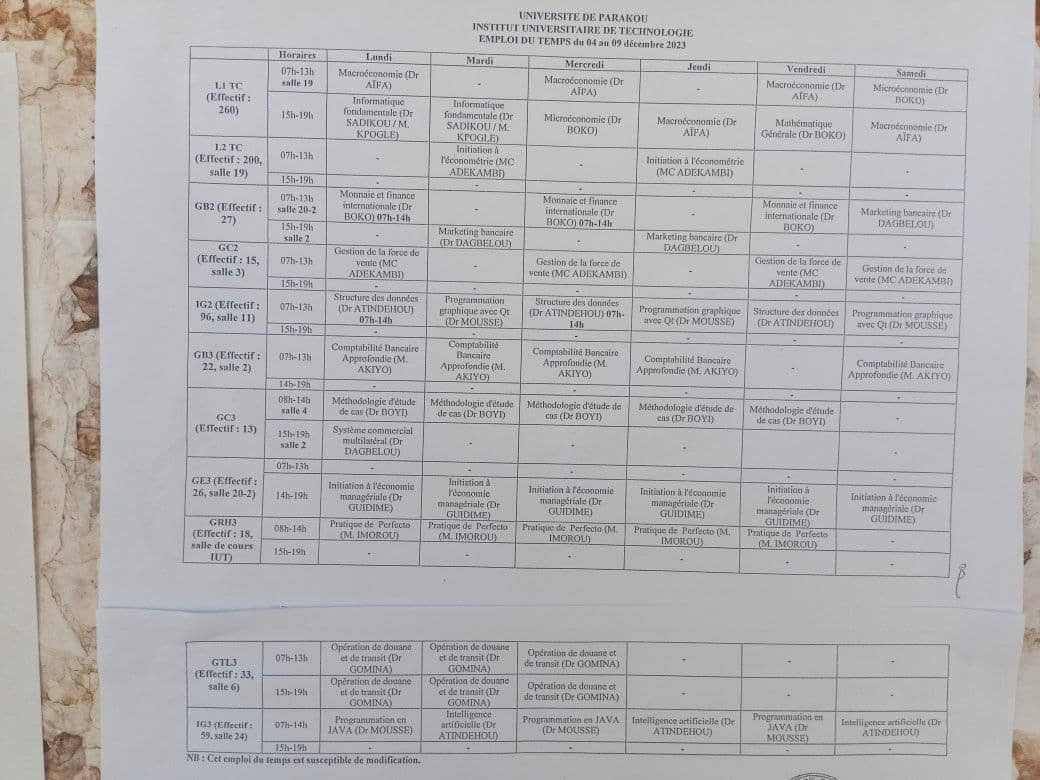 UNIVERSITE DE PARAKOU
INSTITUT UNIVERSITAIRE DE TECHNOLOGIE
EMPLOI DU TEMPS du 04 au 09 décembre 2023
Horaires Lundi Mardi Mercredi Jeudi Vendredi Samedi
L1 TC (Effectif : 260)
07h-13h salle 19
Macroéconomie (Dr AÏFA)
-
Macroéconomie (Dr AÏFA)
-
Macroéconomie (Dr AÏFA)
Microéconomie (Dr BOKO)
15h-19h
Informatique fondamentale (Dr SADIKOU / M. KPOGLE)
Informatique fondamentale (Dr SADIKOU / M. KPOGLE)
Microéconomie (Dr BOKO)
Macroéconomie (Dr AÏFA)
Mathématique Générale (Dr BOKO)
Macroéconomie (Dr AÏFA)
L2 TC (Effectif : 200, salle 19)
07h-13h
-
Initiation à l'économétrie (MC ADEKAMBI)
-
Initiation à l'économétrie (MC ADEKAMBI)
-
-
15h-19h - - - - - -
GB2 (Effectif : 27)
07h-13h salle 20-2
Monnaie et finance internationale (Dr BOKO) 07h-14h
-
Monnaie et finance internationale (Dr BOKO) 07h-14h
-
Monnaie et finance internationale (Dr BOKO)
Marketing bancaire (Dr DAGBELOU)
15h-19h salle 2
-
Marketing bancaire (Dr DAGBELOU)
-
Marketing bancaire (Dr DAGBELOU)
-
-
GC2 (Effectif : 15, salle 3)
07h-13h
Gestion de la force de vente (MC ADEKAMBI)
-
Gestion de la force de vente (MC ADEKAMBI)
-
Gestion de la force de vente (MC ADEKAMBI)
Gestion de la force de vente (MC ADEKAMBI)
15h-19h - - - - - -
IG2 (Effectif : 96, salle 11)
07h-13h
Structure des données (Dr ATINDEHOU) 07h-14h
Programmation graphique avec Qt (Dr MOUSSE)
Structure des données (Dr ATINDEHOU) 07h-14h
Programmation graphique avec Qt (Dr MOUSSE)
Structure des données (Dr ATINDEHOU)
Programmation graphique avec Qt (Dr MOUSSE)
15h-19h - - - - - -
GB3 (Effectif : 22, salle 2)
07h-13h
Comptabilité Bancaire Approfondie (M. AKIYO)
Comptabilité Bancaire Approfondie (M. AKIYO)
Comptabilité Bancaire Approfondie (M. AKIYO)
Comptabilité Bancaire Approfondie (M. AKIYO)
-
Comptabilité Bancaire Approfondie (M. AKIYO)
14h-19h - - - - - -
GC3 (Effectif : 13)
08h-14h salle 4
Méthodologie d'étude de cas (Dr BOYI)
Méthodologie d'étude de cas (Dr BOYI)
Méthodologie d'étude de cas (Dr BOYI)
Méthodologie d'étude de cas (Dr BOYI)
Méthodologie d'étude de cas (Dr BOYI)
-
15h-19h salle 2
Système commercial multilatéral (Dr DAGBELOU)
-
-
-
-
-
GE3 (Effectif : 26, salle 20-2)
07h-13h - - - - - -
14h-19h
Initiation à l'économie managériale (Dr GUIDIME)
Initiation à l'économie managériale (Dr GUIDIME)
Initiation à l'économie managériale (Dr GUIDIME)
Initiation à l'économie managériale (Dr GUIDIME)
Initiation à l'économie managériale (Dr GUIDIME)
Initiation à l'économie managériale (Dr GUIDIME)
GRH3 (Effectif : 18, salle de cours IUT)
08h-14h
Pratique de Perfecto (M. IMOROU)
Pratique de Perfecto (M. IMOROU)
Pratique de Perfecto (M. IMOROU)
Pratique de Perfecto (M. IMOROU)
Pratique de Perfecto (M. IMOROU)
-
15h-19h - - - - - -
GTL3 (Effectif : 33, salle 6)
07h-13h
Opération de douane et de transit (Dr GOMINA)
Opération de douane et de transit (Dr GOMINA)
Opération de douane et de transit (Dr GOMINA)
-
-
-
15h-19h
Opération de douane et de transit (Dr GOMINA)
Opération de douane et de transit (Dr GOMINA)
Opération de douane et de transit (Dr GOMINA)
-
-
-
IG3 (Effectif : 59, salle 24)
07h-14h
Programmation en JAVA (Dr MOUSSE)
Intelligence artificielle (Dr ATINDEHOU)
Programmation en JAVA (Dr MOUSSE)
Intelligence artificielle (Dr ATINDEHOU)
Programmation en JAVA (Dr MOUSSE)
Intelligence artificielle (Dr ATINDEHOU)
15h-19h - - - - - -
NB : Cet emploi du temps est susceptible de modification.